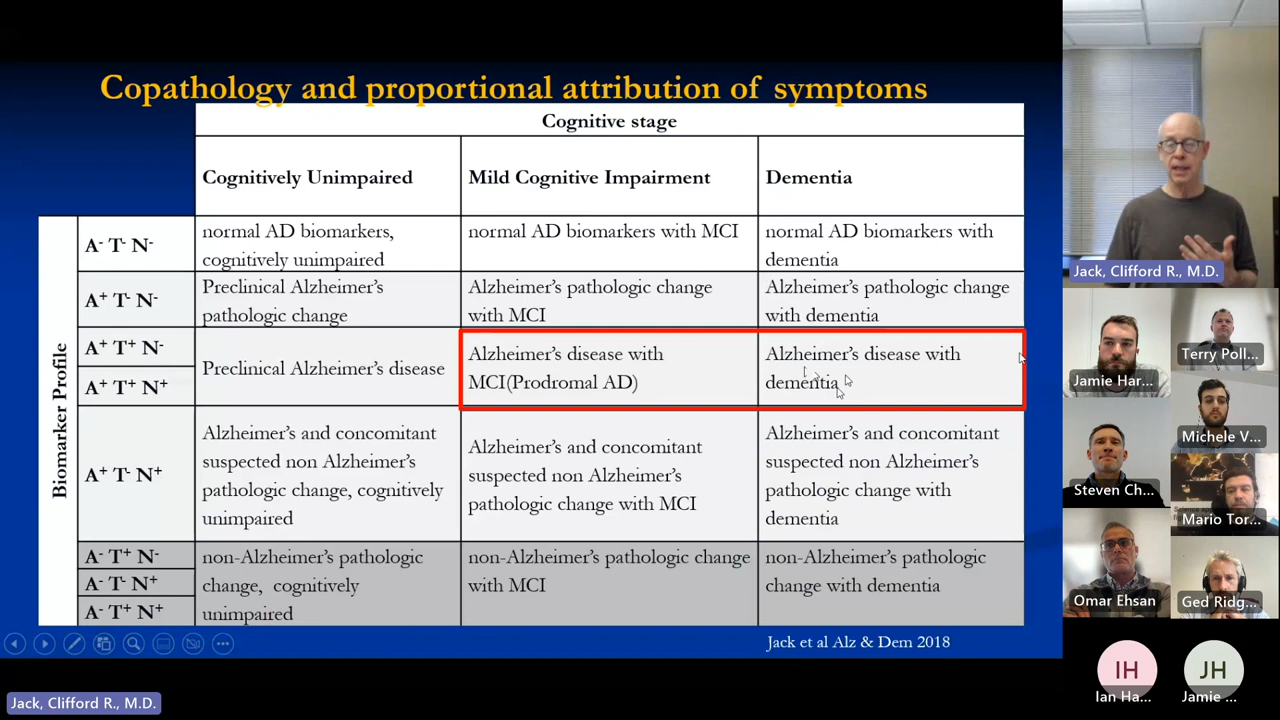 Copathology and proportional attribution of symptoms
Cognitive stage
Cognitively Unimpaired
Mild Cognitive Impairment
Dementia
Biomarker Profile
A- T- N-
normal AD biomarkers,
cognitively unimpaired
normal AD biomarkers with MCI
normal AD biomarkers with
dementia
A+ T- N-
Preclinical Alzheimer's
pathologic change
Alzheimer's pathologic change
with MCI
Alzheimer's pathologic change
with dementia
A+ T+ N-
A+ T+ N+
Preclinical Alzheimer's disease
Alzheimer's disease with
MCI(Prodromal AD)
Alzheimer's disease with
dementia
A+ T- N+
Alzheimer's and concomitant
suspected non Alzheimer's
pathologic change, cognitively
unimpaired
Alzheimer's and concomitant
suspected non Alzheimer's
pathologic change with MCI
Alzheimer's and concomitant
suspected non Alzheimer's
pathologic change with
dementia
A- T+ N-
A- T- N+
A- T+ N+
non-Alzheimer's pathologic
change, cognitively
unimpaired
non-Alzheimer's pathologic change
with MCI
non-Alzheimer's pathologic
change with dementia
Jack et al Alz & Dem 2018
Jack, Clifford R., M.D.
Jack, Clifford R., M.D.
Jamie Har...
Terry Poll...
Steven Ch...
Michele V...
Mario Tor...
Omar Ehsan
Ged Ridg...
IH
Ian Ha...
JH
Jamie ...